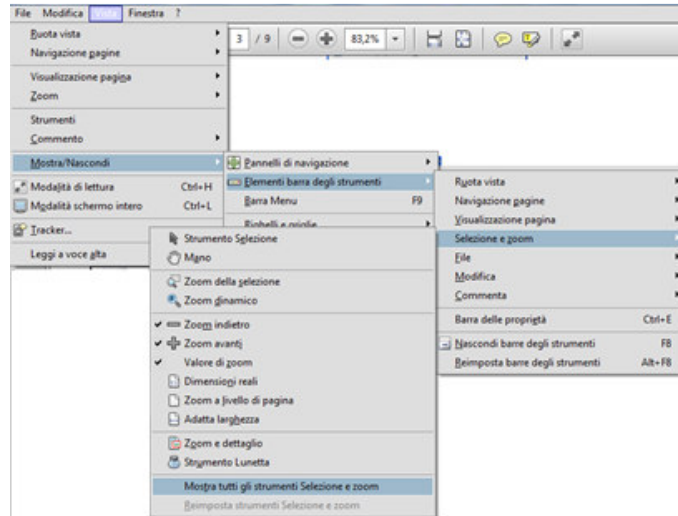 File Modifica Vista Finestra ?
3 / 9 83,2%
Ruota vista
Navigazione pagine
Visualizzazione pagina
Zoom
Strumenti
Commento
Mostra/Nascondi
Modalità di lettura Ctrl+H
Modalità schermo intero Ctrl+L
Tracker...
Leggi a voce alta
Pannelli di navigazione
Elementi barra degli strumenti
Barra Menu F9
Righelli e griglie
Ruota vista
Navigazione pagine
Visualizzazione pagina
Selezione e zoom
File
Modifica
Commenta
Barra delle proprietà Ctrl+E
Nascondi barre degli strumenti F8
Reimposta barre degli strumenti Alt+F8
Strumento Selezione
Mano
Zoom della selezione
Zoom dinamico
Zoom indietro
Zoom avanti
Valore di zoom
Dimensioni reali
Zoom a livello di pagina
Adatta larghezza
Zoom e dettaglio
Strumento Lunetta
Mostra tutti gli strumenti Selezione e zoom
Reimposta strumenti Selezione e zoom